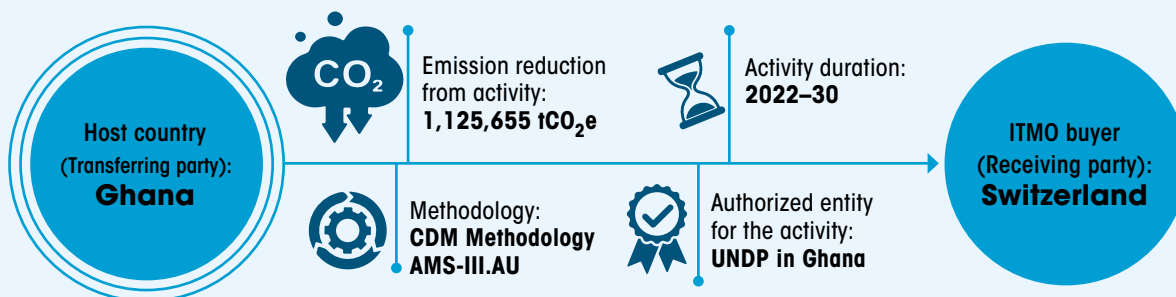 Host country
(Transferring party):
Ghana
CO₂
Emission reduction
from activity:
1,125,655 tCO₂e
Methodology:
CDM Methodology
AMS-III.AU
Activity duration:
2022–30
Authorized entity
for the activity:
UNDP in Ghana
ITMO buyer
(Receiving party):
Switzerland